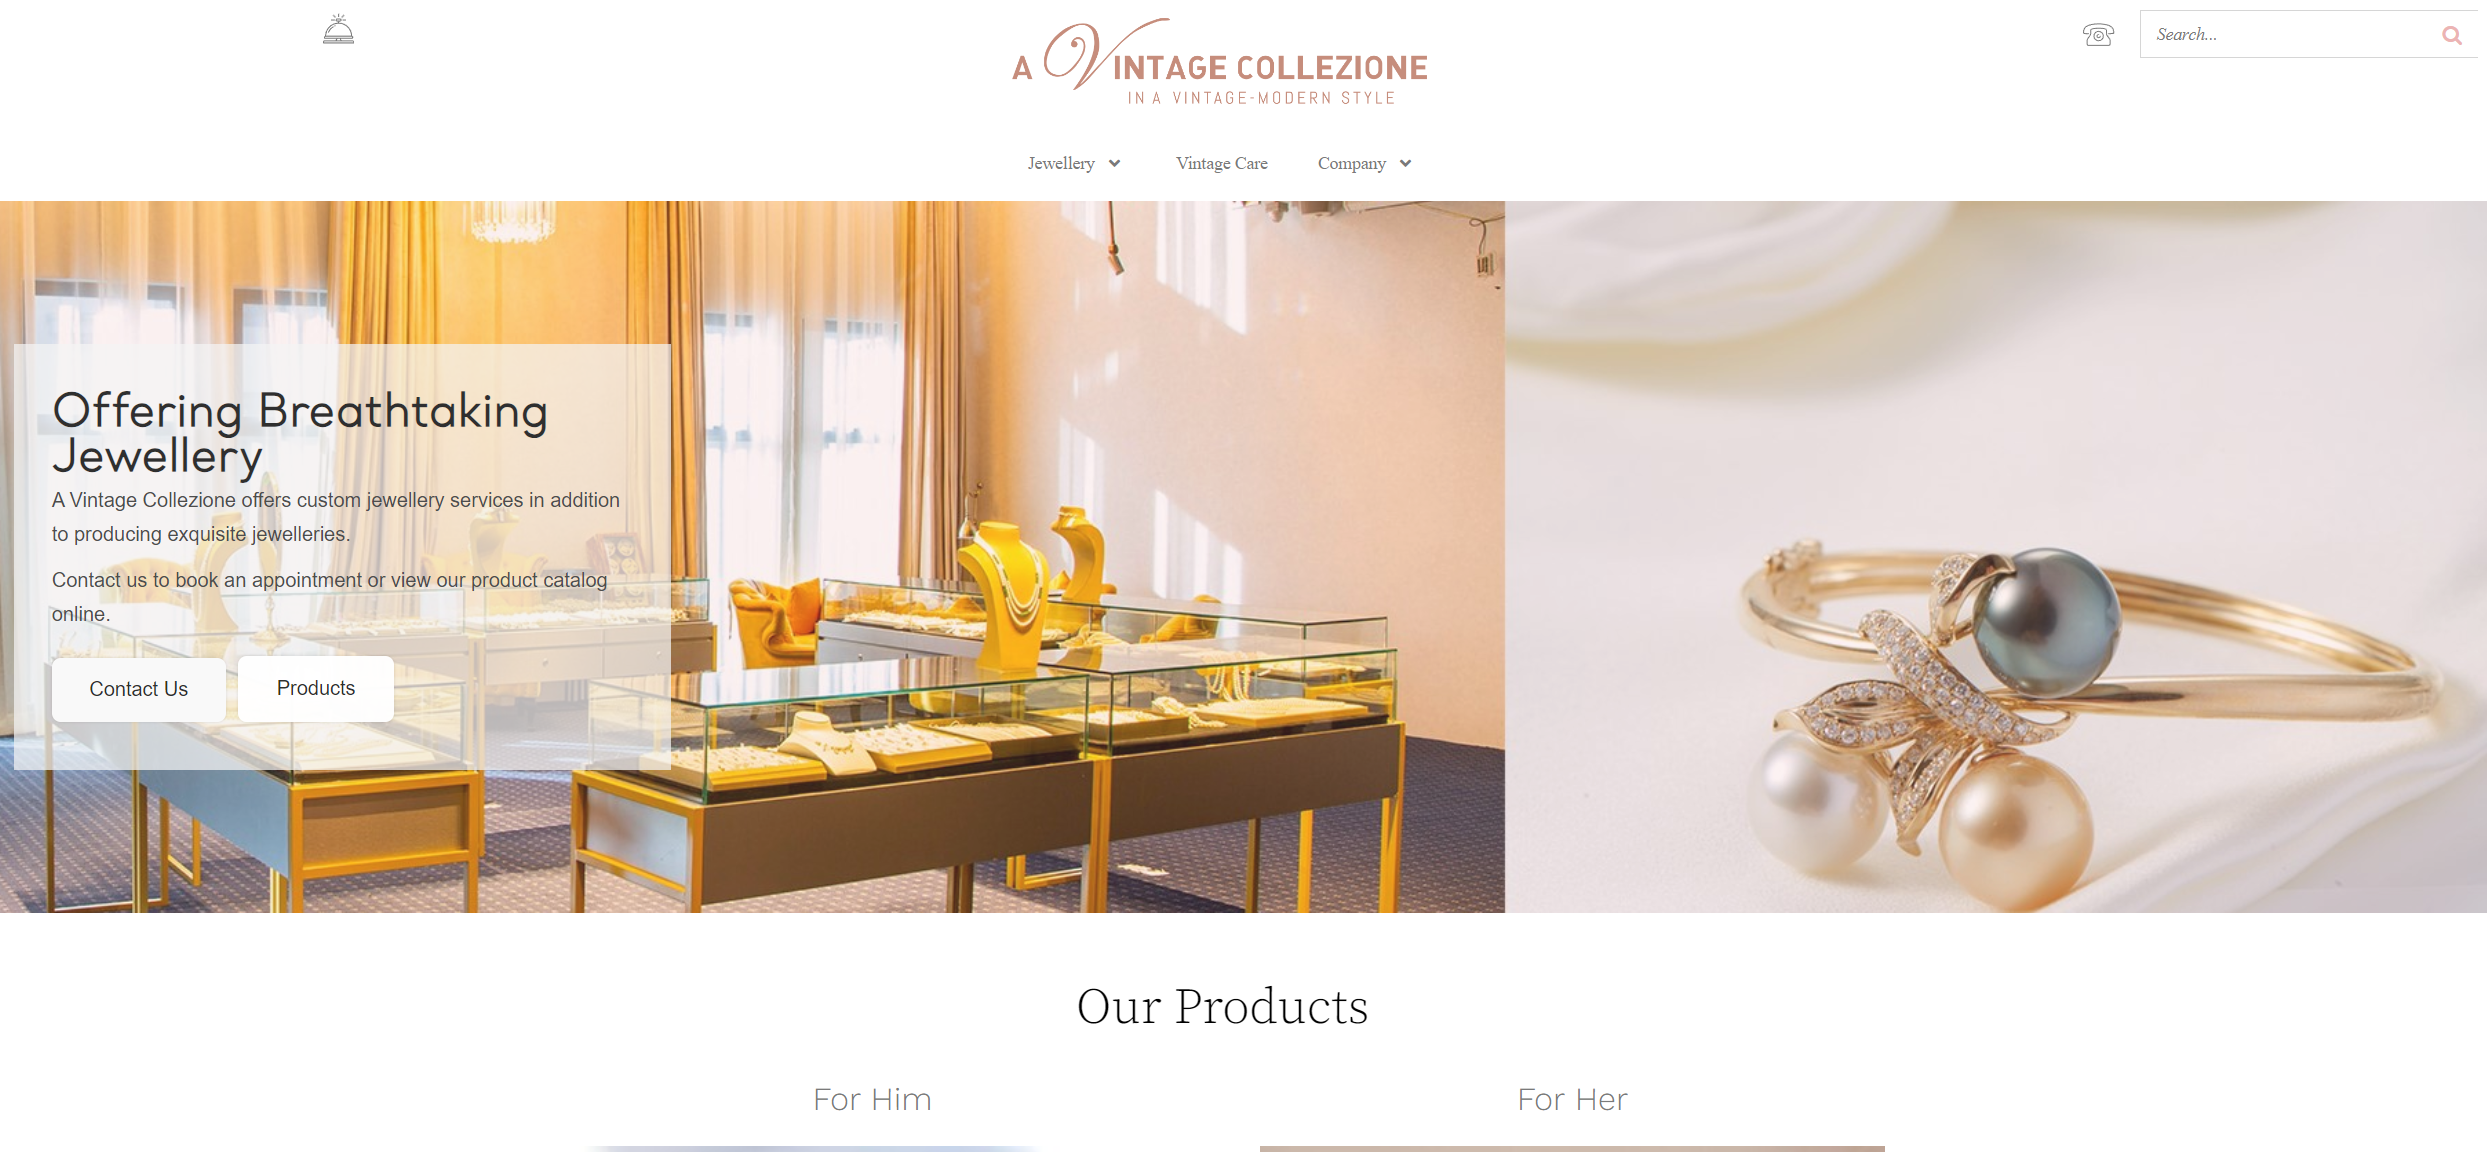 A VINTAGE COLLEZIONE
IN A VINTAGE-MODERN STYLE
Search...
Jewellery
Vintage Care
Company
Offering Breathtaking
Jewellery
A Vintage Collezione offers custom jewellery services in addition
to producing exquisite jewelleries.
Contact us to book an appointment or view our product catalog
online.
Contact Us
Products
Our Products
For Him
For Her